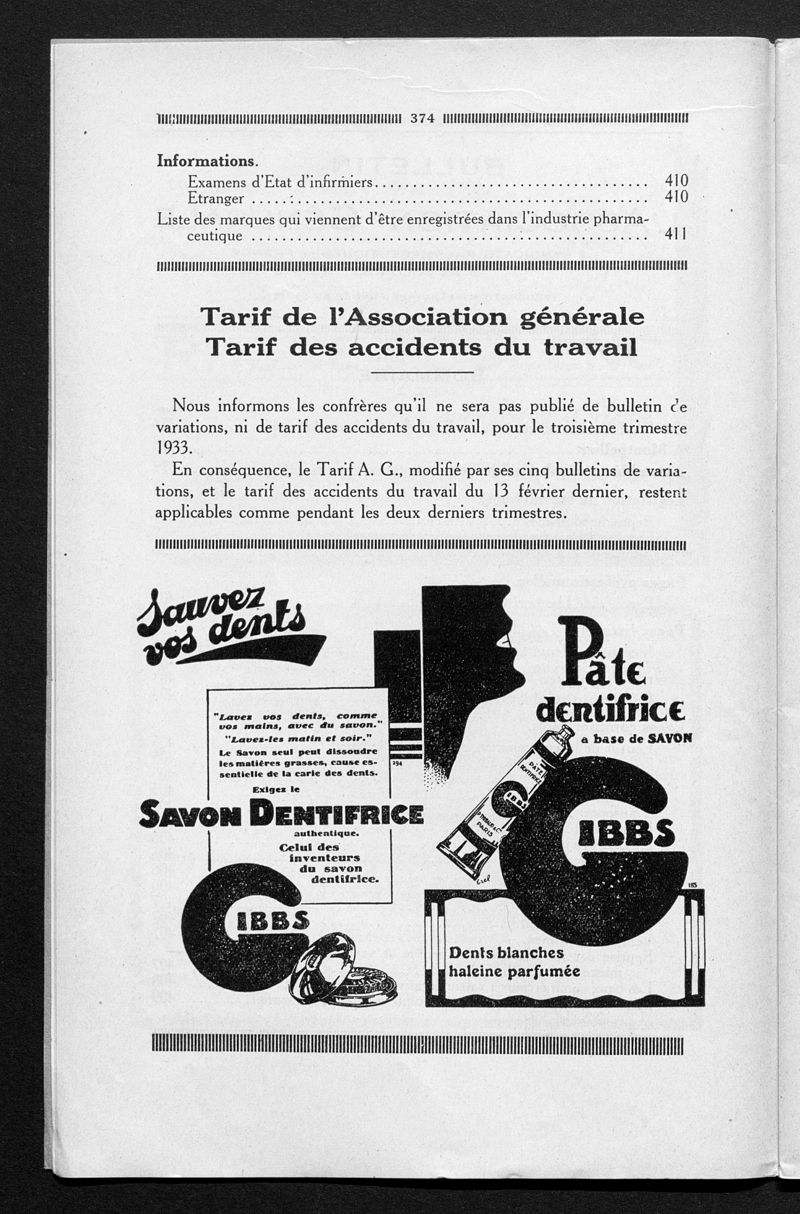 374
Informations.
Examens d'Etat d'infirmiers.................................... 410
Etranger .................................................... 410
Liste des marques qui viennent d'être enregistrées dans l'industrie pharma-
ceutique .................................................... 411
Tarif de l'Association générale
Tarif des accidents du travail
Nous informons les confrères qu'il ne sera pas publié de bulletin de
variations, ni de tarif des accidents du travail, pour le troisième trimestre
1933.
En conséquence, le Tarif A. G., modifié par ses cinq bulletins de varia-
tions, et le tarif des accidents du travail du 13 février dernier, restent
applicables comme pendant les deux derniers trimestres.
Sauvez
vos dents
"Lavez vos dents, comme
vos mains, avec du savon."
"Lavez-les matin et soir."
Le Savon seul peut dissoudre
les matières grasses, cause es-
sentielle de la carie des dents.
Exigez le
SAVON DENTIFRICE
authentique.
Celui des
inventeurs
du savon
dentifrice.
GIBBS
194
Pâte
dentifrice
a base de SAVON
PATE
DENTIFRICE
GIBBS
PARIS
GIBBS
185
Dents blanches
haleine parfumée